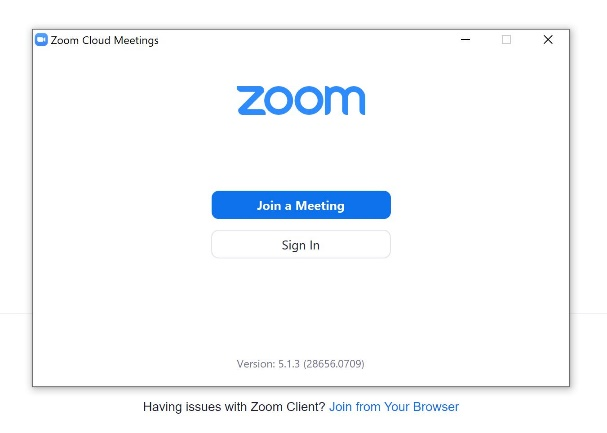 Zoom Cloud Meetings
zoom
Join a Meeting
Sign In
Version: 5.1.3 (28656.0709)
Having issues with Zoom Client? Join from Your Browser